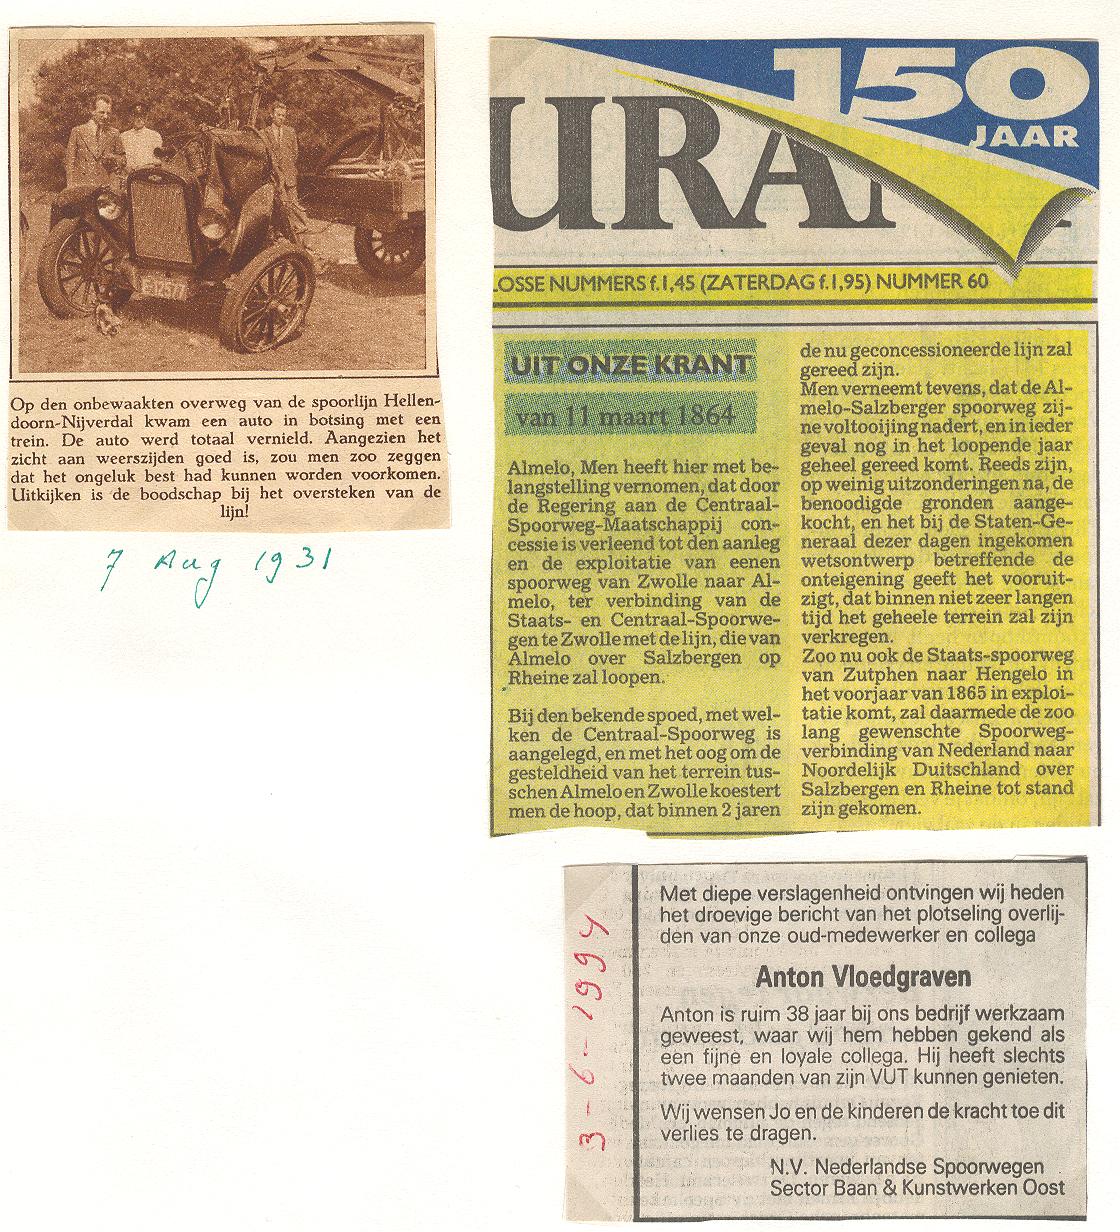 E 12577
Op den onbewaakten overweg van de spoorlijn Hellen-
doorn-Nijverdal kwam een auto in botsing met een
trein. De auto werd totaal vernield. Aangezien het
zicht aan weerszijden goed is, zou men zoo zeggen
dat het ongeluk best had kunnen worden voorkomen.
Uitkijken is de boodschap bij het oversteken van de
lijn!
7 Aug 1931
150
JAAR
URAN
LOSSE NUMMERS f.1,45 (ZATERDAG f.1,95) NUMMER 60
UIT ONZE KRANT
van 11 maart 1864
Almelo, Men heeft hier met be-
langstelling vernomen, dat door
de Regering aan de Centraal-
Spoorweg-Maatschappij con-
cessie is verleend tot den aanleg
en de exploitatie van eenen
spoorweg van Zwolle naar Al-
melo, ter verbinding van de
Staats- en Centraal-Spoorwe-
gen te Zwolle met de lijn, die van
Almelo over Salzbergen op
Rheine zal loopen.
Bij den bekende spoed, met wel-
ken de Centraal-Spoorweg is
aangelegd, en met het oog om de
gesteldheid van het terrein tus-
schen Almelo en Zwolle koestert
men de hoop, dat binnen 2 jaren
de nu geconcessioneerde lijn zal
gereed zijn.
Men verneemt tevens, dat de Al-
melo-Salzberger spoorweg zij-
ne voltooijing nadert, en in ieder
geval nog in het loopende jaar
geheel gereed komt. Reeds zijn,
op weinig uitzonderingen na, de
benoodigde gronden aange-
kocht, en het bij de Staten-Ge-
neraal dezer dagen ingekomen
wetsontwerp betreffende de
onteigening geeft het vooruit-
zigt, dat binnen niet zeer langen
tijd het geheele terrein zal zijn
verkregen.
Zoo nu ook de Staats-spoorweg
van Zutphen naar Hengelo in
het voorjaar van 1865 in exploi-
tatie komt, zal daarmede de zoo
lang gewenschte Spoorweg-
verbinding van Nederland naar
Noordelijk Duitschland over
Salzbergen en Rheine tot stand
zijn gekomen.
3-6-1994
Met diepe verslagenheid ontvingen wij heden
het droevige bericht van het plotseling overlij-
den van onze oud-medewerker en collega
Anton Vloedgraven
Anton is ruim 38 jaar bij ons bedrijf werkzaam
geweest, waar wij hem hebben gekend als
een fijne en loyale collega. Hij heeft slechts
twee maanden van zijn VUT kunnen genieten.
Wij wensen Jo en de kinderen de kracht toe dit
verlies te dragen.
N.V. Nederlandse Spoorwegen
Sector Baan & Kunstwerken Oost